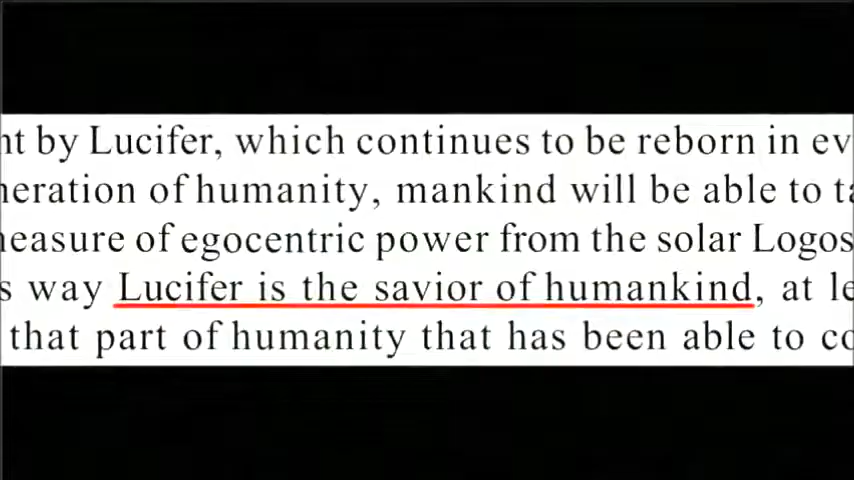 by Lucifer, which continues to be reborn in
of humanity, mankind will be able to
of egocentric power from the solar Logos
way Lucifer is the savior of humankind, at
that part of humanity that has been able to